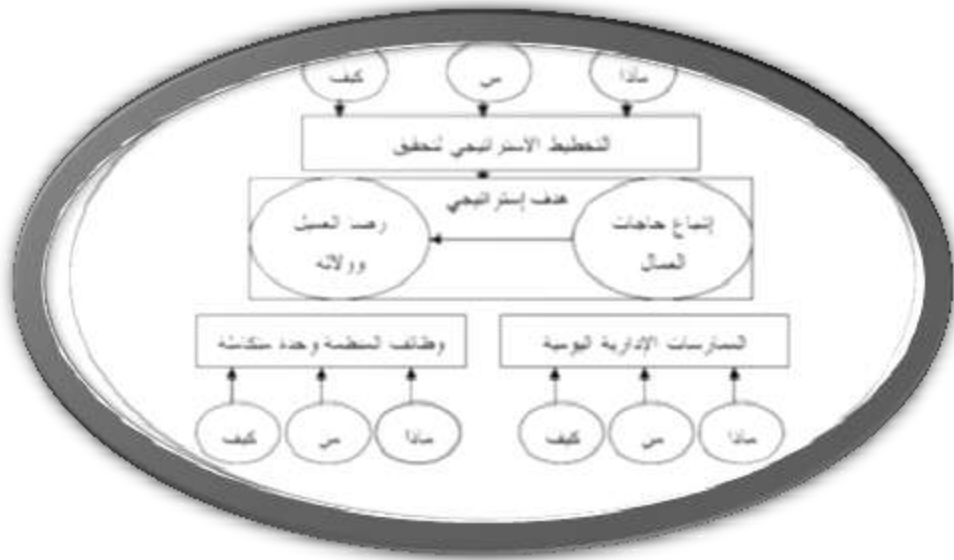 ماذا
من
كيف
التخطيط الاستراتيجي لتحقيق
هدف إستراتيجي
إشباع حاجات
العمال
رضا العميل
وولائه
الممارسات الإدارية اليومية
وظائف المنظمة وحدة متكاملة
ماذا
من
كيف
ماذا
من
كيف